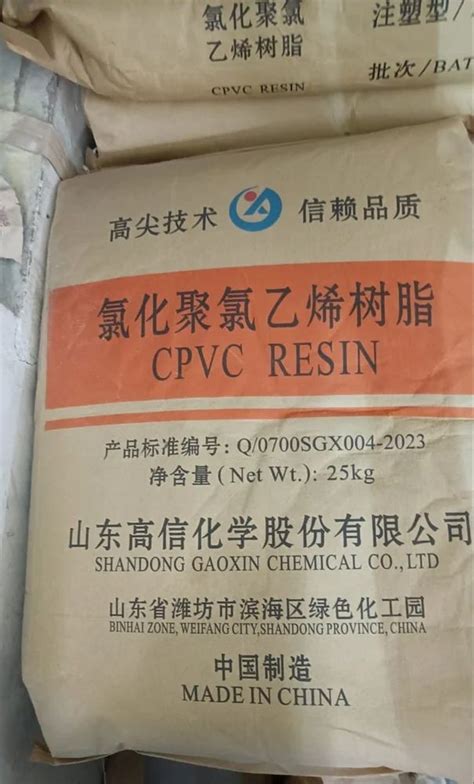 氯化聚氯
乙烯树脂
CPVC RESIN
注塑型/
批次/BAT
高尖技术 信赖品质
氯化聚氯乙烯树脂
CPVC RESIN
产品标准编号: Q/0700SGX004-2023
净含量 ( Net Wt.): 25kg
山东高信化学股份有限公司
SHANDONG GAOXIN CHEMICAL CO.,LTD
山东省潍坊市滨海区绿色化工园
BINHAI ZONE, WEIFANG CITY,SHANDONG PROVINCE, CHINA
中国制造
MADE IN CHINA